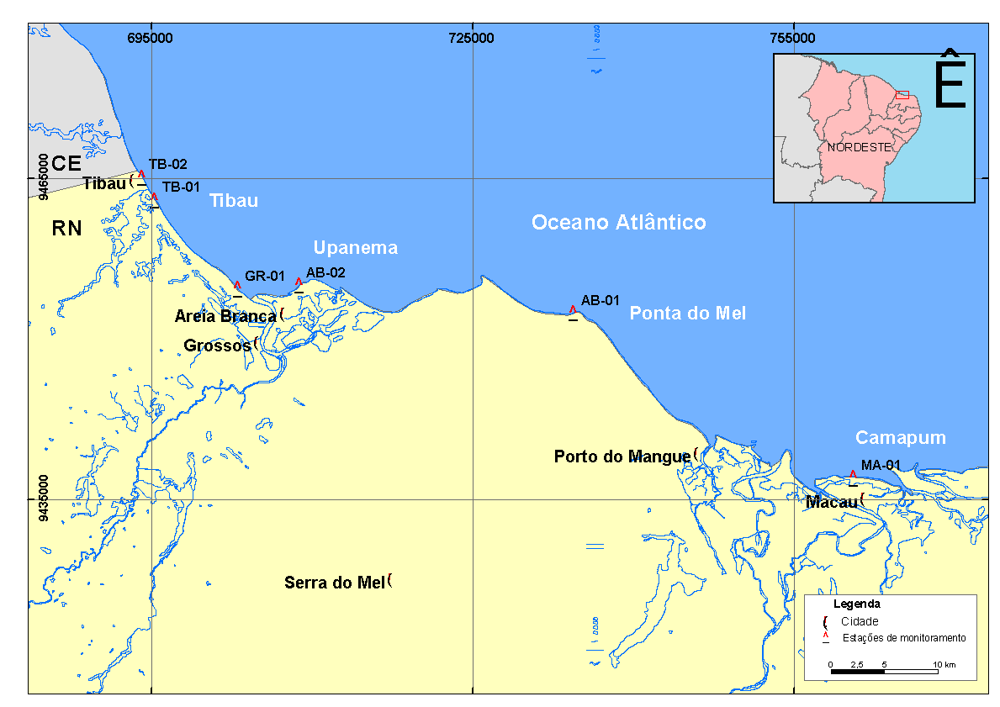 695000
725000
755000
Ê
NORDESTE
CE
TB-02
9465000
Tibau
TB-01
Tibau
RN
Oceano Atlântico
Upanema
GR-01
AB-02
AB-01
Areia Branca
Ponta do Mel
Grossos
Camapum
Porto do Mangue
MA-01
9435000
Macau
Serra do Mel
Legenda
Cidade
Estações de monitoramento
0 2,5 5 10 km